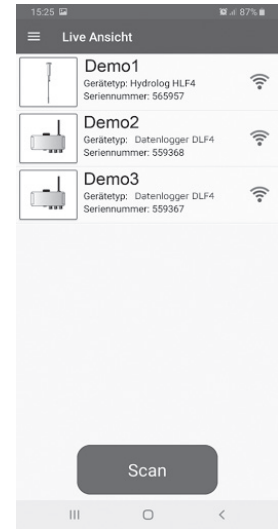 15:25 87%
Live Ansicht
Demo1
Gerätetyp: Hydrolog HLF4
Seriennummer: 565957
Demo2
Gerätetyp: Datenlogger DLF4
Seriennummer: 559368
Demo3
Gerätetyp: Datenlogger DLF4
Seriennummer: 559367
Scan